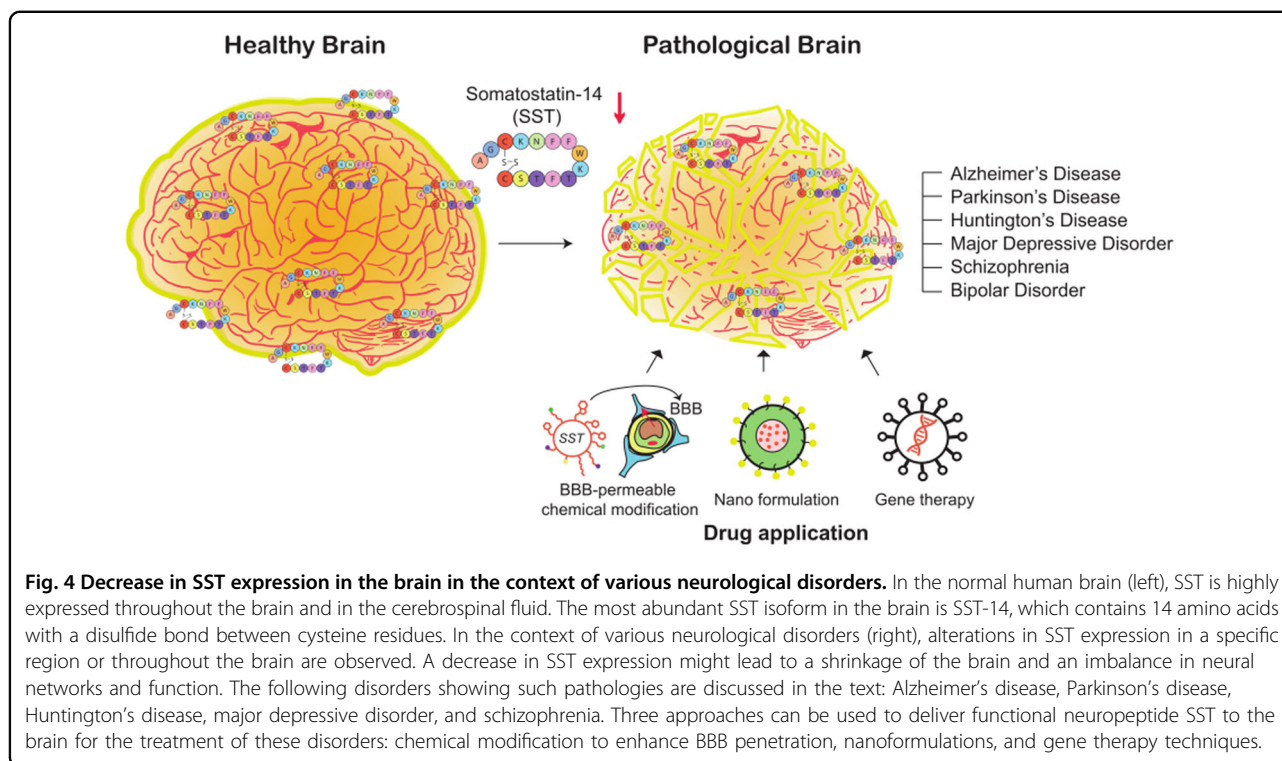 Healthy Brain
Pathological Brain
Somatostatin-14
(SST)
A G C K N F F W K T F T S C
S-S
Alzheimer's Disease
Parkinson's Disease
Huntington's Disease
Major Depressive Disorder
Schizophrenia
Bipolar Disorder
SST
BBB
BBB-permeable
chemical modification
Nano formulation
Gene therapy
Drug application
Fig. 4 Decrease in SST expression in the brain in the context of various neurological disorders. In the normal human brain (left), SST is highly
expressed throughout the brain and in the cerebrospinal fluid. The most abundant SST isoform in the brain is SST-14, which contains 14 amino acids
with a disulfide bond between cysteine residues. In the context of various neurological disorders (right), alterations in SST expression in a specific
region or throughout the brain are observed. A decrease in SST expression might lead to a shrinkage of the brain and an imbalance in neural
networks and function. The following disorders showing such pathologies are discussed in the text: Alzheimer's disease, Parkinson's disease,
Huntington's disease, major depressive disorder, and schizophrenia. Three approaches can be used to deliver functional neuropeptide SST to the
brain for the treatment of these disorders: chemical modification to enhance BBB penetration, nanoformulations, and gene therapy techniques.